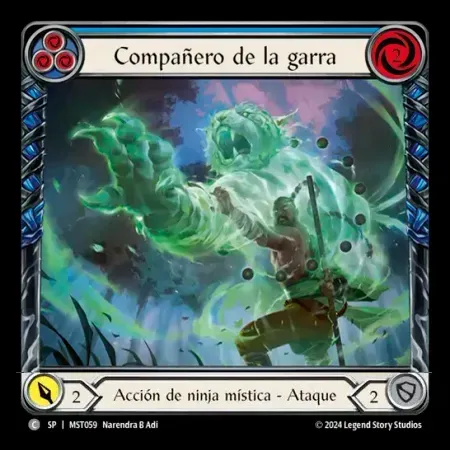 Compañero de la garra
2 Acción de ninja mística - Ataque 2
C SP | MST059 Narendra B Adi © 2024 Legend Story Studios